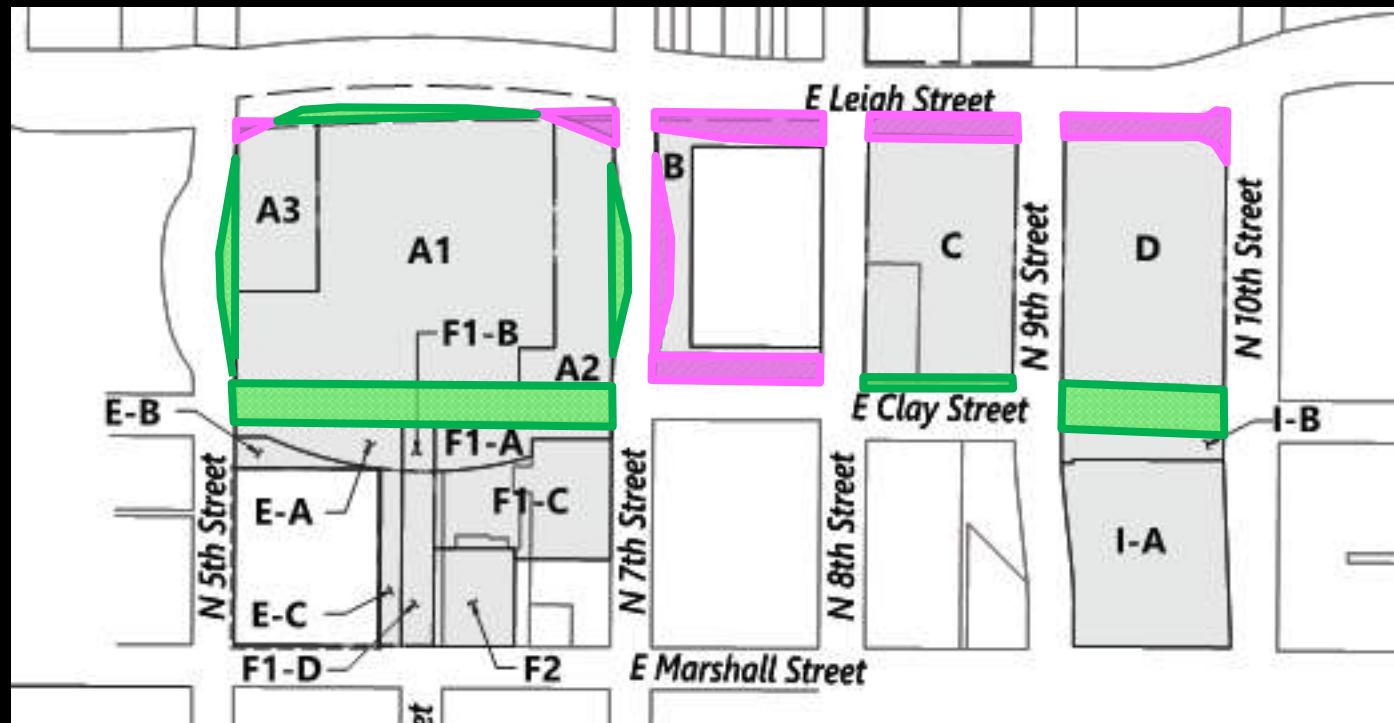 E Leigh Street
B
A3
A1
C
D
N 9th Street
N 10th Street
F1-B
A2
E-B
E Clay Street
I-B
F1-A
N 5th Street
F1-C
N 7th Street
N 8th Street
E-A
I-A
E-C
F1-D
F2
E Marshall Street
et